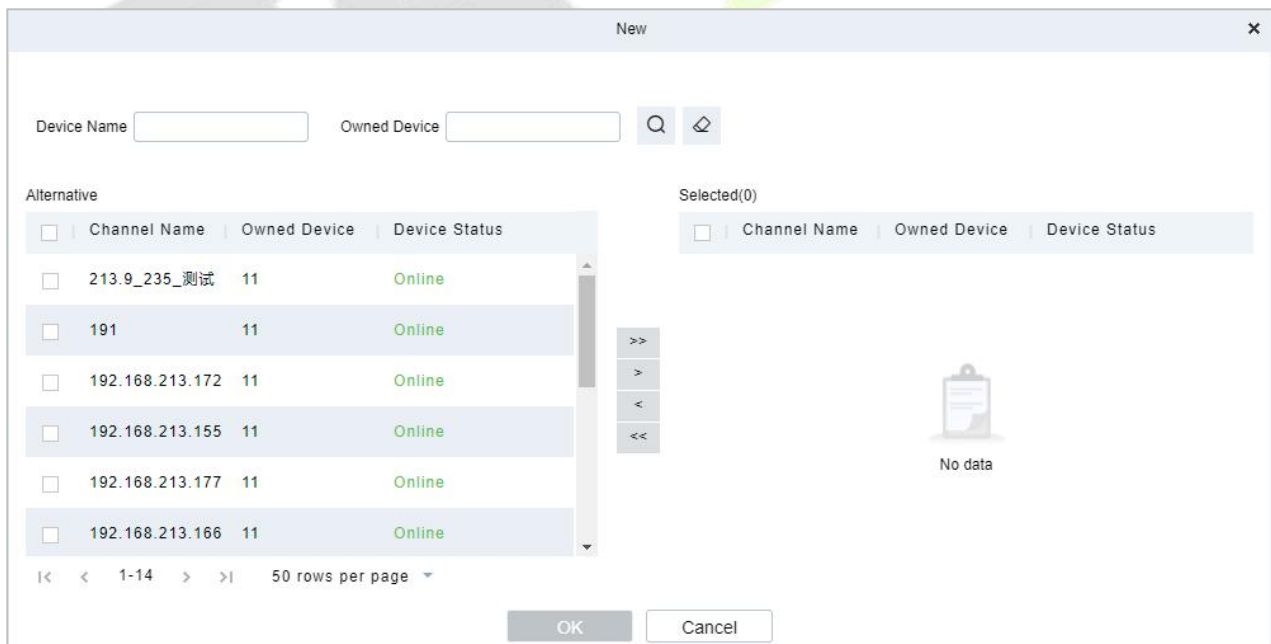 New ×
Device Name Owned Device
Alternative
Channel Name Owned Device Device Status
213.9_235_测试 11 Online
191 11 Online
192.168.213.172 11 Online
192.168.213.155 11 Online
192.168.213.177 11 Online
192.168.213.166 11 Online
|< < 1-14 > >| 50 rows per page
>>
>
<
<<
Selected(0)
Channel Name Owned Device Device Status
No data
OK Cancel